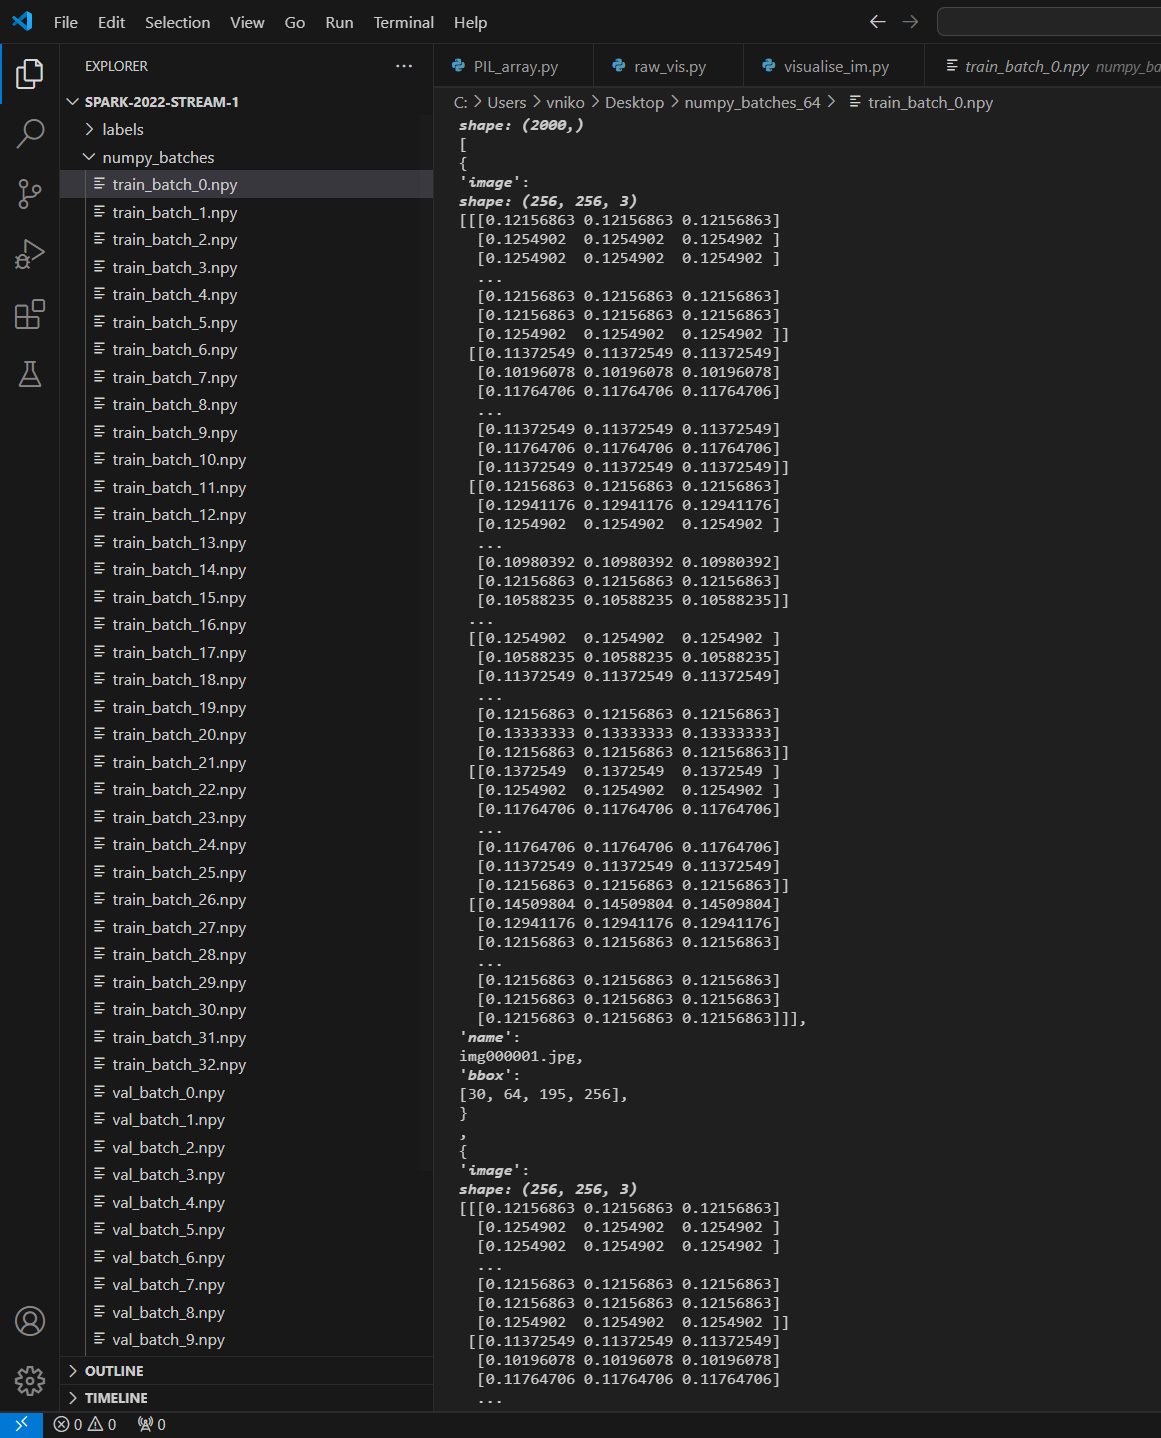 File Edit Selection View Go Run Terminal Help
EXPLORER
SPARK-2022-STREAM-1
labels
numpy_batches
train_batch_0.npy
train_batch_1.npy
train_batch_2.npy
train_batch_3.npy
train_batch_4.npy
train_batch_5.npy
train_batch_6.npy
train_batch_7.npy
train_batch_8.npy
train_batch_9.npy
train_batch_10.npy
train_batch_11.npy
train_batch_12.npy
train_batch_13.npy
train_batch_14.npy
train_batch_15.npy
train_batch_16.npy
train_batch_17.npy
train_batch_18.npy
train_batch_19.npy
train_batch_20.npy
train_batch_21.npy
train_batch_22.npy
train_batch_23.npy
train_batch_24.npy
train_batch_25.npy
train_batch_26.npy
train_batch_27.npy
train_batch_28.npy
train_batch_29.npy
train_batch_30.npy
train_batch_31.npy
train_batch_32.npy
val_batch_0.npy
val_batch_1.npy
val_batch_2.npy
val_batch_3.npy
val_batch_4.npy
val_batch_5.npy
val_batch_6.npy
val_batch_7.npy
val_batch_8.npy
val_batch_9.npy
OUTLINE
TIMELINE
PIL_array.py raw_vis.py visualise_im.py train_batch_0.npy numpy_ba
C: > Users > vniko > Desktop > numpy_batches_64 > train_batch_0.npy
shape: (2000,)
[
{
'image':
shape: (256, 256, 3)
[[[0.12156863 0.12156863 0.12156863]
[0.1254902 0.1254902 0.1254902 ]
[0.1254902 0.1254902 0.1254902 ]
...
[0.12156863 0.12156863 0.12156863]
[0.12156863 0.12156863 0.12156863]
[0.1254902 0.1254902 0.1254902 ]]
[[0.11372549 0.11372549 0.11372549]
[0.10196078 0.10196078 0.10196078]
[0.11764706 0.11764706 0.11764706]
...
[0.11372549 0.11372549 0.11372549]
[0.11764706 0.11764706 0.11764706]
[0.11372549 0.11372549 0.11372549]]
[[0.12156863 0.12156863 0.12156863]
[0.12941176 0.12941176 0.12941176]
[0.1254902 0.1254902 0.1254902 ]
...
[0.10980392 0.10980392 0.10980392]
[0.12156863 0.12156863 0.12156863]
[0.10588235 0.10588235 0.10588235]]
...
[[0.1254902 0.1254902 0.1254902 ]
[0.10588235 0.10588235 0.10588235]
[0.11372549 0.11372549 0.11372549]
...
[0.12156863 0.12156863 0.12156863]
[0.13333333 0.13333333 0.13333333]
[0.12156863 0.12156863 0.12156863]]
[[0.1372549 0.1372549 0.1372549 ]
[0.1254902 0.1254902 0.1254902 ]
[0.11764706 0.11764706 0.11764706]
...
[0.11764706 0.11764706 0.11764706]
[0.11372549 0.11372549 0.11372549]
[0.12156863 0.12156863 0.12156863]]
[[0.14509804 0.14509804 0.14509804]
[0.12941176 0.12941176 0.12941176]
[0.12156863 0.12156863 0.12156863]
...
[0.12156863 0.12156863 0.12156863]
[0.12156863 0.12156863 0.12156863]
[0.12156863 0.12156863 0.12156863]]],
'name':
img000001.jpg,
'bbox':
[30, 64, 195, 256],
}
,
{
'image':
shape: (256, 256, 3)
[[[0.12156863 0.12156863 0.12156863]
[0.1254902 0.1254902 0.1254902 ]
[0.1254902 0.1254902 0.1254902 ]
...
[0.12156863 0.12156863 0.12156863]
[0.12156863 0.12156863 0.12156863]
[0.1254902 0.1254902 0.1254902 ]]
[[0.11372549 0.11372549 0.11372549]
[0.10196078 0.10196078 0.10196078]
[0.11764706 0.11764706 0.11764706]
...
0 0 0